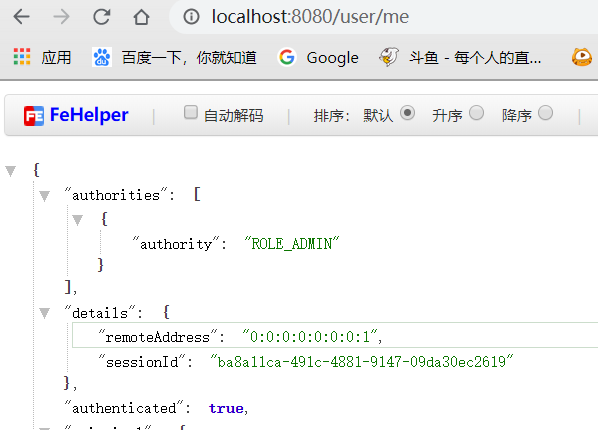 localhost:8080/user/me
应用 百度一下，你就知道 Google 斗鱼 - 每个人的直...
FeHelper 自动解码 排序： 默认 升序 降序
{
"authorities": [
{
"authority": "ROLE_ADMIN"
}
],
"details": {
"remoteAddress": "0:0:0:0:0:0:0:1",
"sessionId": "ba8a11ca-491c-4881-9147-09da30ec2619"
},
"authenticated": true,